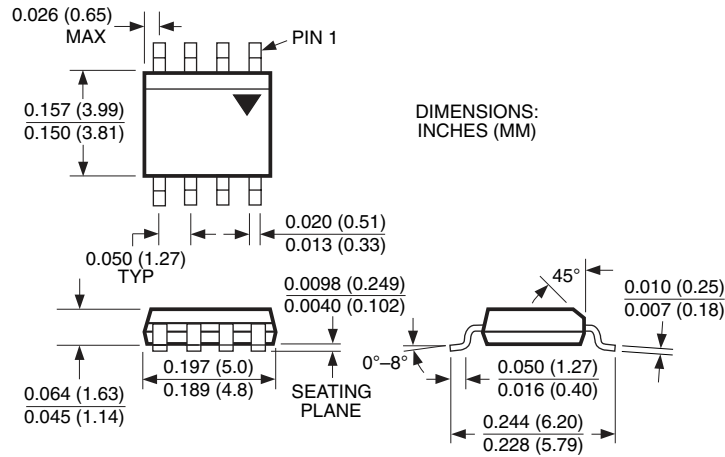 0.026 (0.65)
MAX
PIN 1
0.157 (3.99)
0.150 (3.81)
DIMENSIONS:
INCHES (MM)
0.020 (0.51)
0.013 (0.33)
0.050 (1.27)
TYP
0.0098 (0.249)
0.0040 (0.102)
45°
0.010 (0.25)
0.007 (0.18)
0°–8°
0.064 (1.63)
0.045 (1.14)
0.197 (5.0)
0.189 (4.8)
SEATING
PLANE
0.050 (1.27)
0.016 (0.40)
0.244 (6.20)
0.228 (5.79)